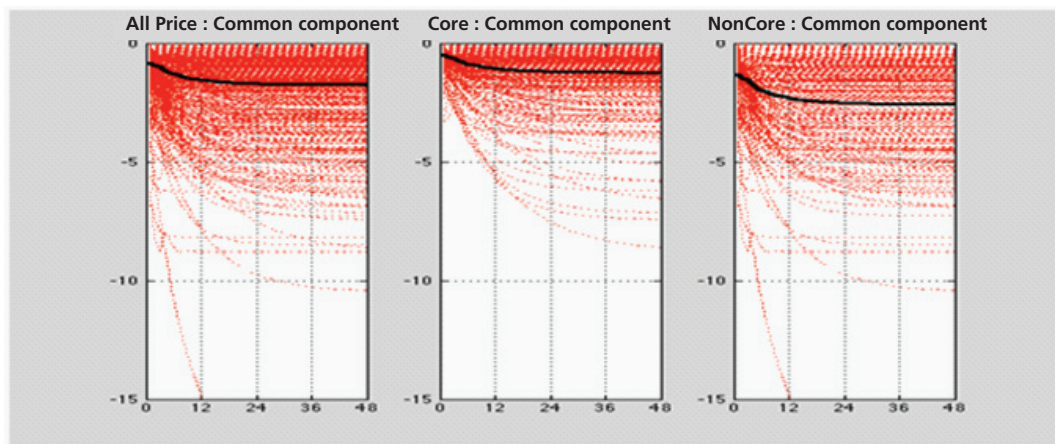 All Price : Common component Core : Common component NonCore : Common component
0 0 0
-5 -5 -5
-10 -10 -10
-15 -15 -15
0 12 24 36 48 0 12 24 36 48 0 12 24 36 48